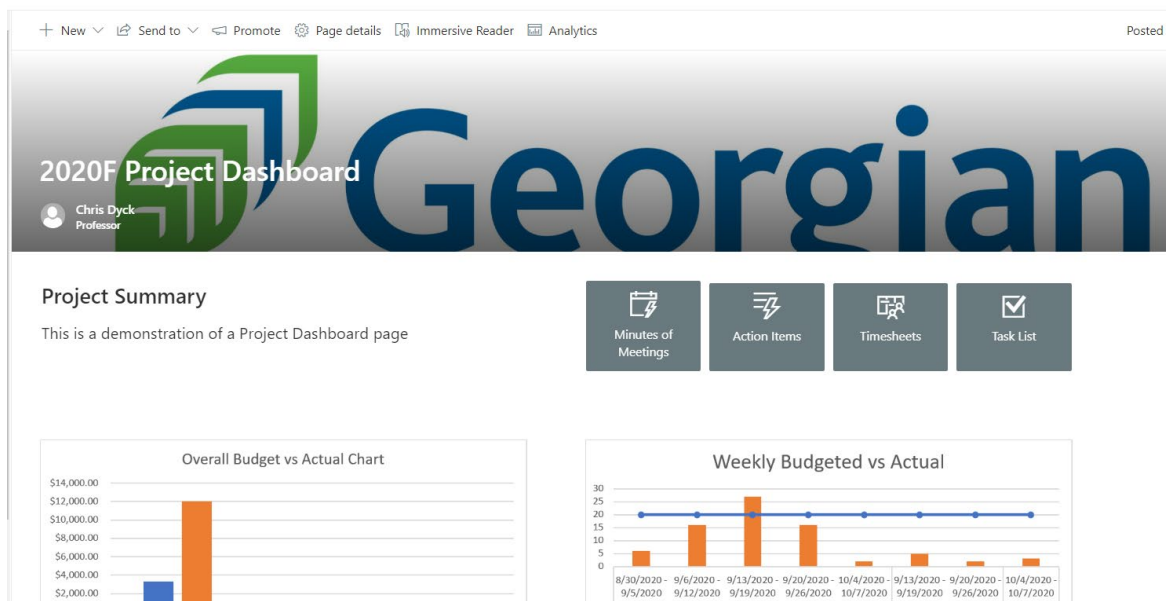 New Send to Promote Page details Immersive Reader Analytics Posted
Georgian
2020F Project Dashboard
Chris Dyck
Professor
Project Summary
This is a demonstration of a Project Dashboard page
Minutes of
Meetings
Action Items
Timesheets
Task List
Overall Budget vs Actual Chart
$14,000.00
$12,000.00
$10,000.00
$8,000.00
$6,000.00
$4,000.00
$2,000.00
Weekly Budgeted vs Actual
30
25
20
15
10
5
0
8/30/2020 - 9/6/2020 - 9/13/2020 - 9/20/2020 - 10/4/2020 - 9/13/2020 - 9/20/2020 - 10/4/2020 -
9/5/2020 9/12/2020 9/19/2020 9/26/2020 10/7/2020 9/19/2020 9/26/2020 10/7/2020